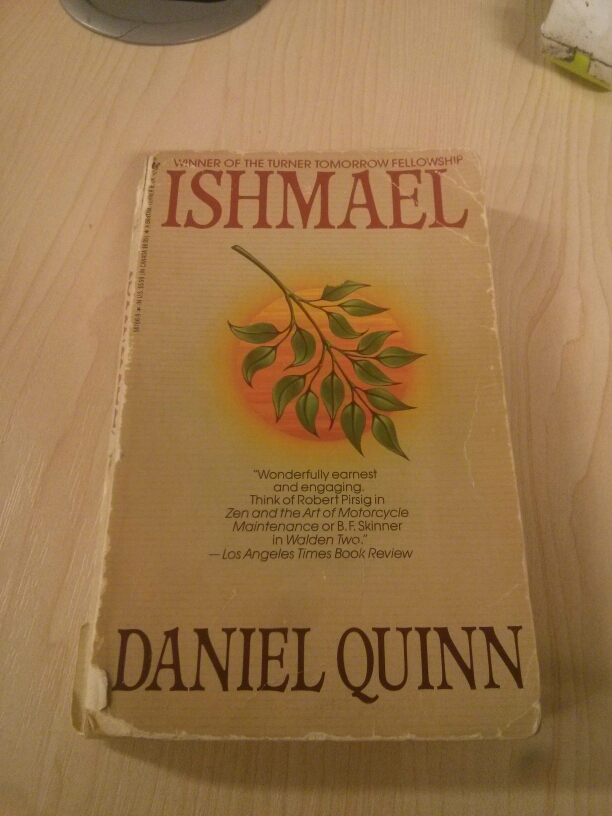 WINNER OF THE TURNER TOMORROW FELLOWSHIP
ISHMAEL
"Wonderfully earnest
and engaging.
Think of Robert Pirsig in
Zen and the Art of Motorcycle
Maintenance or B. F. Skinner
in Walden Two."
— Los Angeles Times Book Review
DANIEL QUINN